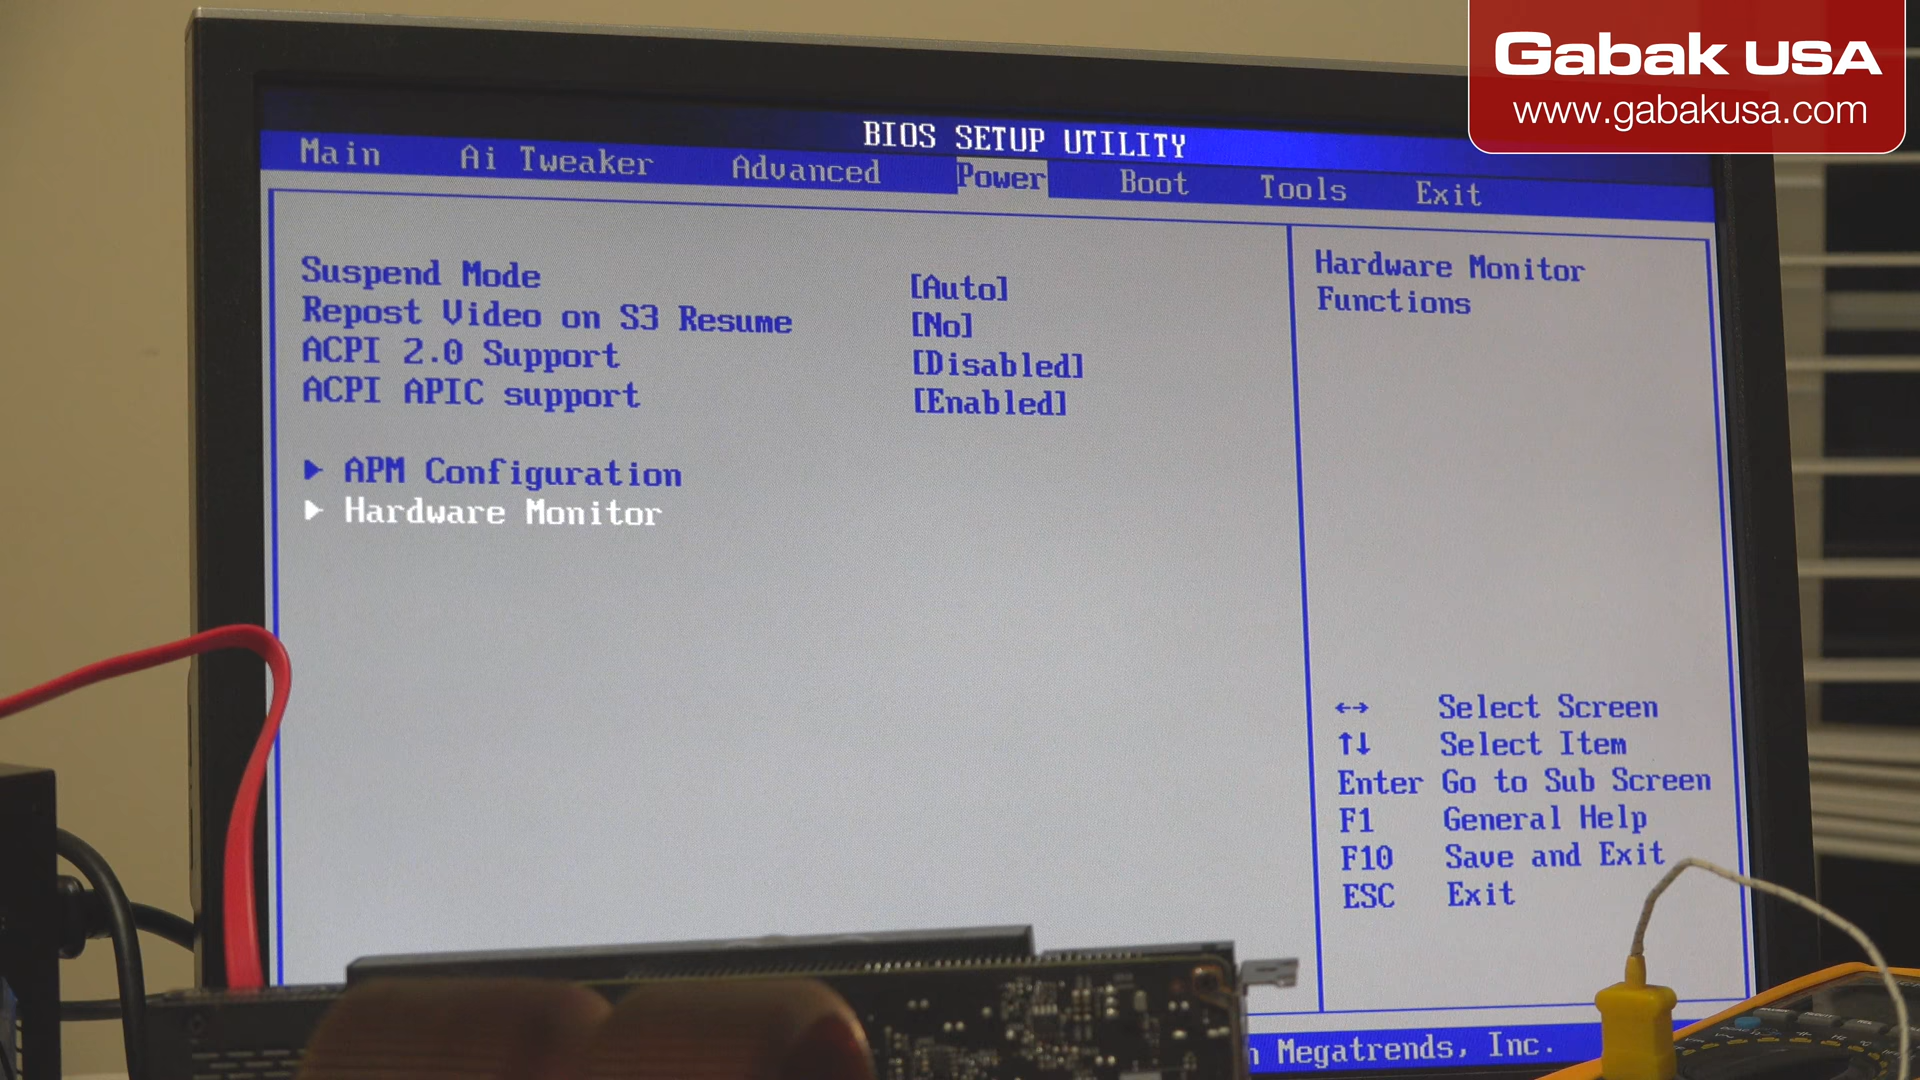 Gabak USA
www.gabakusa.com
BIOS SETUP UTILITY
Main Ai Tweaker Advanced Power Boot Tools Exit
Suspend Mode [Auto]
Repost Video on S3 Resume [No]
ACPI 2.0 Support [Disabled]
ACPI APIC support [Enabled]
▶ APM Configuration
▶ Hardware Monitor
Hardware Monitor
Functions
←→ Select Screen
↑↓ Select Item
Enter Go to Sub Screen
F1 General Help
F10 Save and Exit
ESC Exit
Megatrends, Inc.